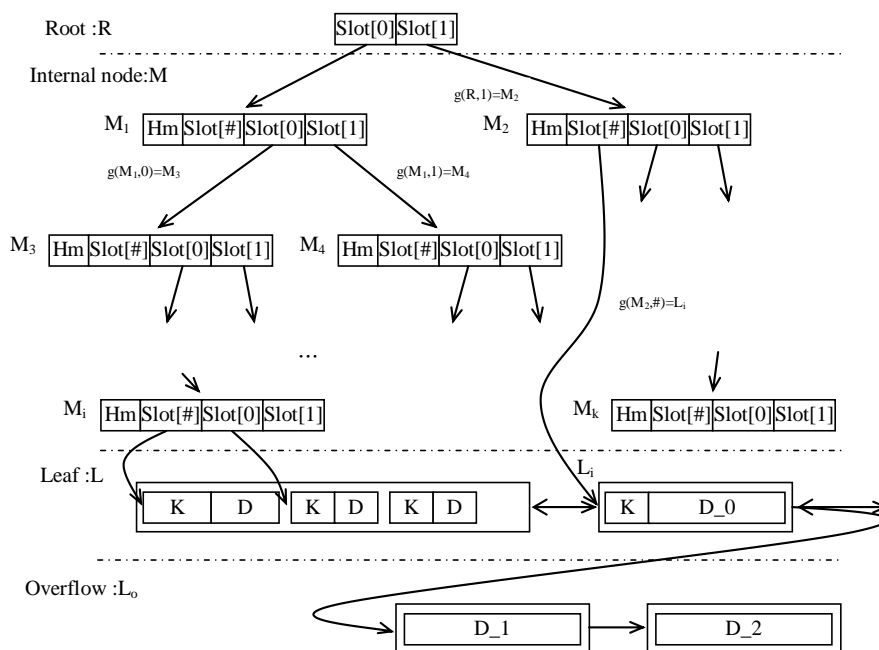 Root :R
Slot[0] Slot[1]
Internal node:M
g(R,1)=M₂
M₁ Hm Slot[#] Slot[0] Slot[1] M₂ Hm Slot[#] Slot[0] Slot[1]
g(M₁,0)=M₃ g(M₁,1)=M₄
M₃ Hm Slot[#] Slot[0] Slot[1] M₄ Hm Slot[#] Slot[0] Slot[1]
g(M₂,#)=Lᵢ
...
Mᵢ Hm Slot[#] Slot[0] Slot[1] Mₖ Hm Slot[#] Slot[0] Slot[1]
Leaf :L Lᵢ
K D K D K D K D_0
Overflow :Lₒ
D_1 D_2